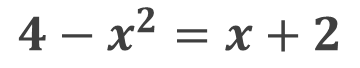 4 − x² = x + 2